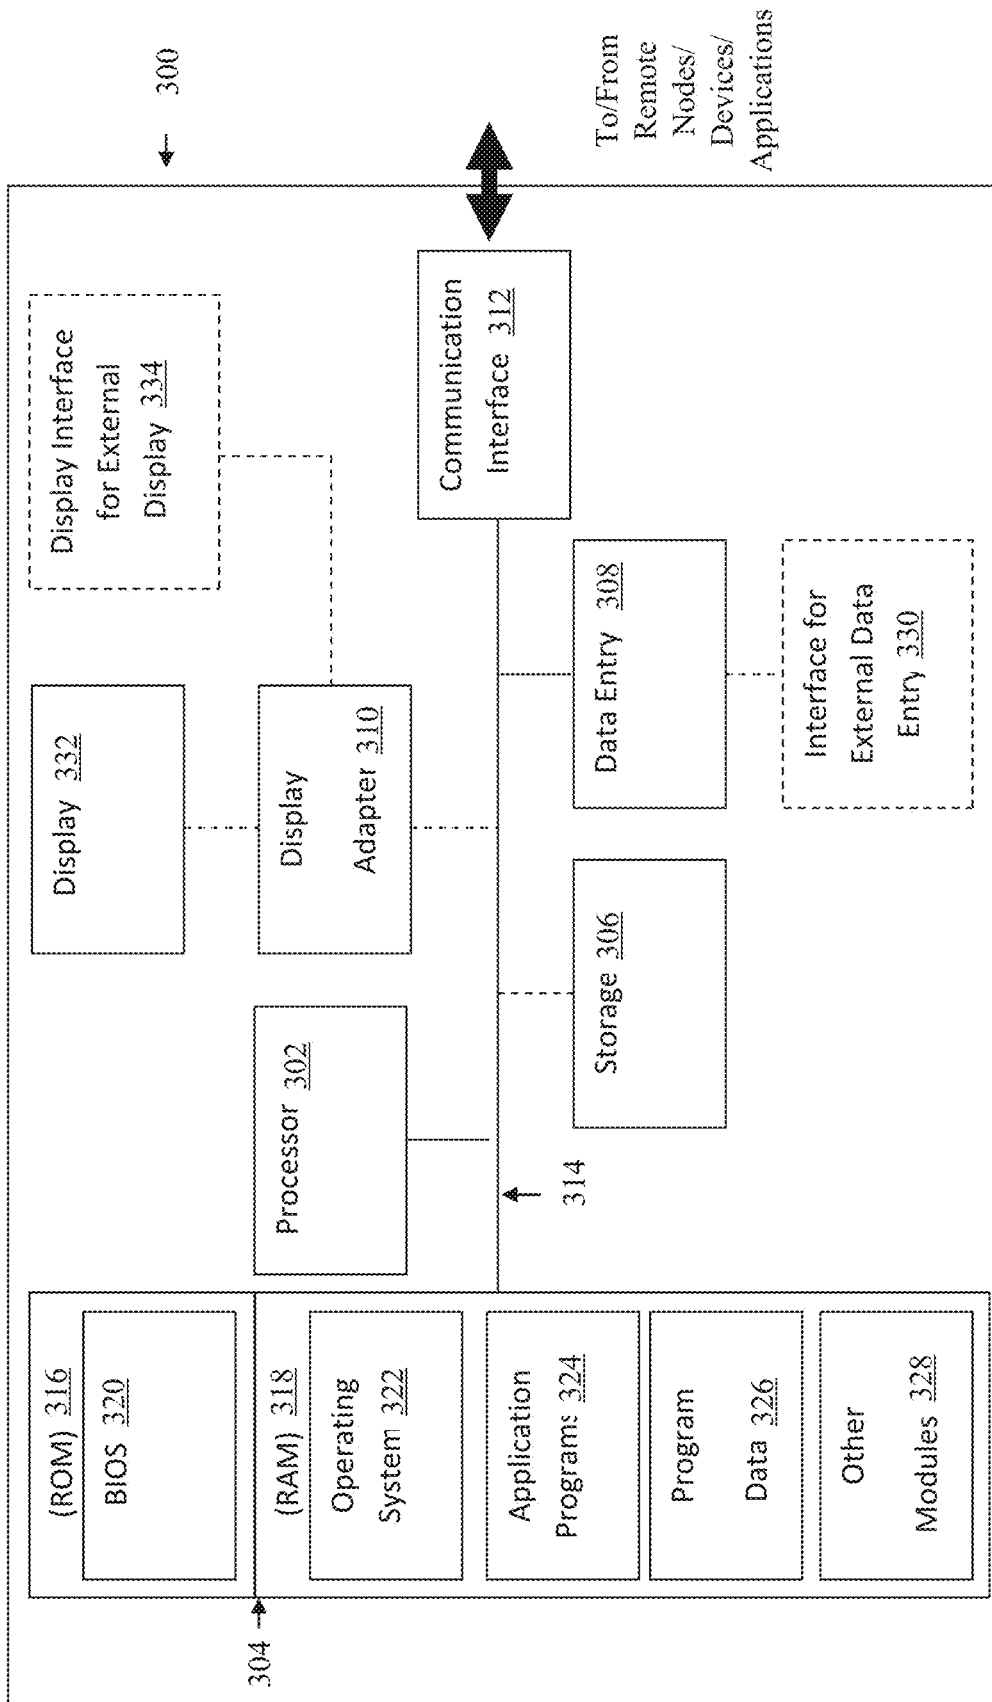 300
(ROM) 316
BIOS 320
304
(RAM) 318
Operating
System 322
Application
Programs 324
Program
Data 326
Other
Modules 328
Processor 302
314
Display 332
Display
Adapter 310
Display Interface
for External
Display 334
Storage 306
Data Entry 308
Interface for
External Data
Entry 330
Communication
Interface 312
To/From
Remote
Nodes/
Devices/
Applications